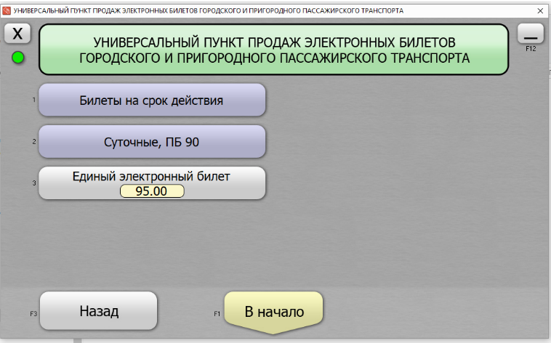 УНИВЕРСАЛЬНЫЙ ПУНКТ ПРОДАЖ ЭЛЕКТРОННЫХ БИЛЕТОВ ГОРОДСКОГО И ПРИГОРОДНОГО ПАССАЖИРСКОГО ТРАНСПОРТА
X
УНИВЕРСАЛЬНЫЙ ПУНКТ ПРОДАЖ ЭЛЕКТРОННЫХ БИЛЕТОВ
ГОРОДСКОГО И ПРИГОРОДНОГО ПАССАЖИРСКОГО ТРАНСПОРТА
F12
1 Билеты на срок действия
2 Суточные, ПБ 90
3 Единый электронный билет
95.00
F3 Назад
F1 В начало